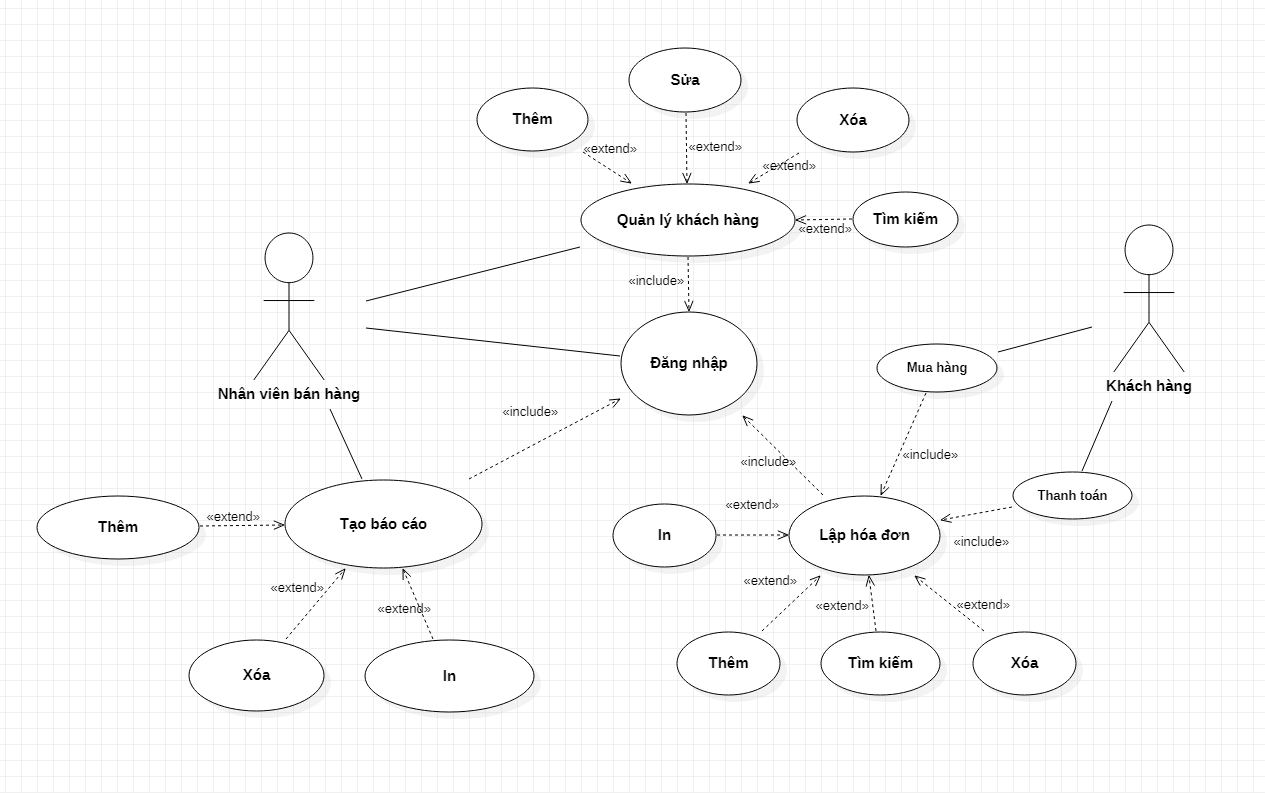 Sửa
Thêm
Xóa
«extend»
«extend»
«extend»
Quản lý khách hàng
Tìm kiếm
«extend»
«include»
Đăng nhập
Mua hàng
Nhân viên bán hàng
Khách hàng
«include»
«include»
«include»
Thanh toán
«extend»
«extend»
Thêm
Tạo báo cáo
In
Lập hóa đơn
«include»
«extend»
«extend»
«extend»
«extend»
«extend»
Thêm
Tìm kiếm
Xóa
Xóa
In